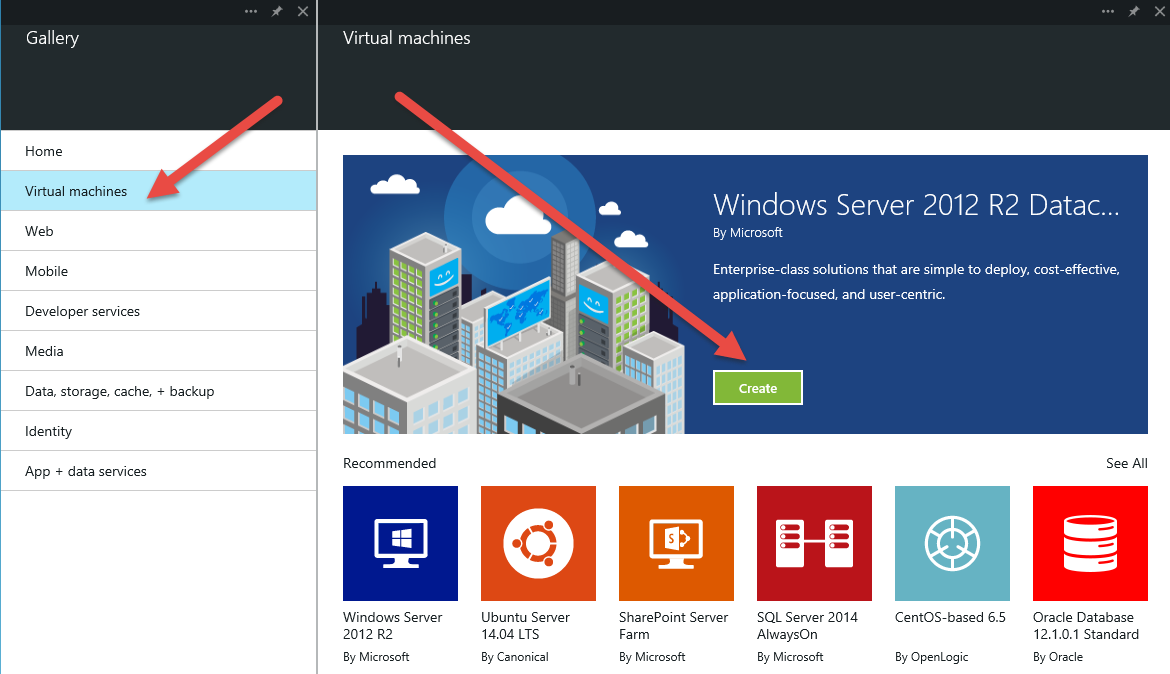 Gallery
Virtual machines
Home
Virtual machines
Web
Mobile
Developer services
Media
Data, storage, cache, + backup
Identity
App + data services
Windows Server 2012 R2 Datac...
By Microsoft
Enterprise-class solutions that are simple to deploy, cost-effective,
application-focused, and user-centric.
Create
Recommended
See All
Windows Server
2012 R2
By Microsoft
Ubuntu Server
14.04 LTS
By Canonical
SharePoint Server
Farm
By Microsoft
SQL Server 2014
AlwaysOn
By Microsoft
CentOS-based 6.5
By OpenLogic
Oracle Database
12.1.0.1 Standard
By Oracle